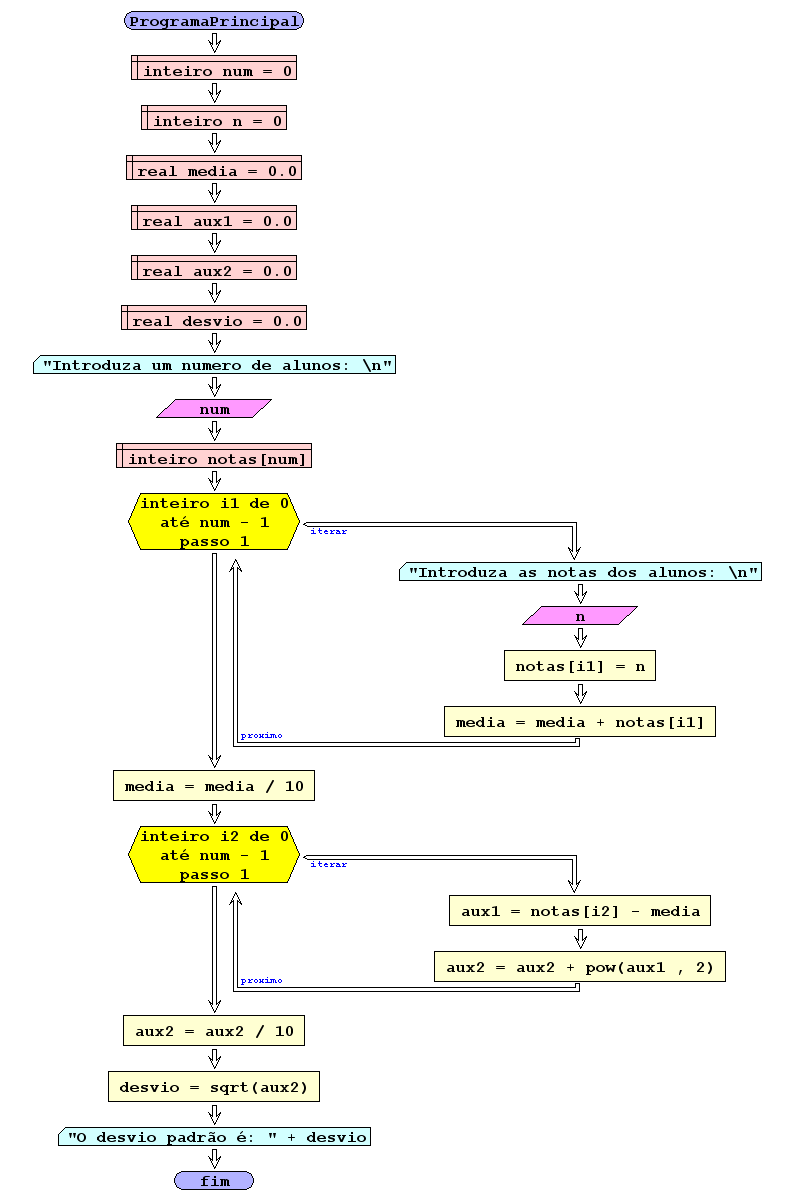 ProgramaPrincipal
inteiro num = 0
inteiro n = 0
real media = 0.0
real aux1 = 0.0
real aux2 = 0.0
real desvio = 0.0
"Introduza um numero de alunos: \n"
num
inteiro notas[num]
inteiro i1 de 0
até num - 1
passo 1
iterar
"Introduza as notas dos alunos: \n"
n
notas[i1] = n
media = media + notas[i1]
proximo
media = media / 10
inteiro i2 de 0
até num - 1
passo 1
iterar
aux1 = notas[i2] - media
aux2 = aux2 + pow(aux1 , 2)
proximo
aux2 = aux2 / 10
desvio = sqrt(aux2)
"O desvio padrão é: " + desvio
fim